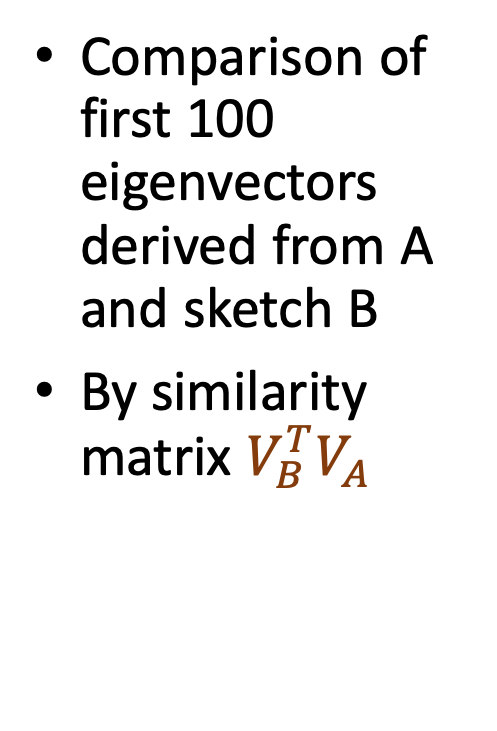 • Comparison of
first 100
eigenvectors
derived from A
and sketch B
• By similarity
matrix $V_B^T V_A$